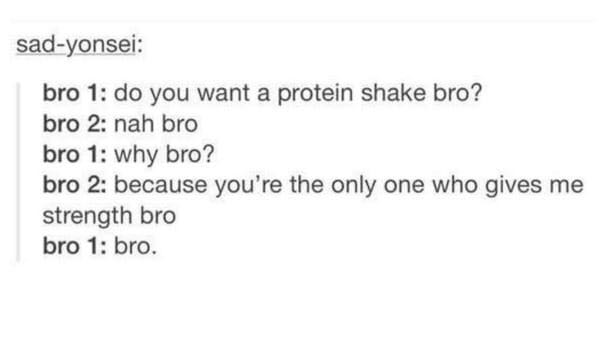 sad-yonsei:
bro 1: do you want a protein shake bro?
bro 2: nah bro
bro 1: why bro?
bro 2: because you're the only one who gives me
strength bro
bro 1: bro.